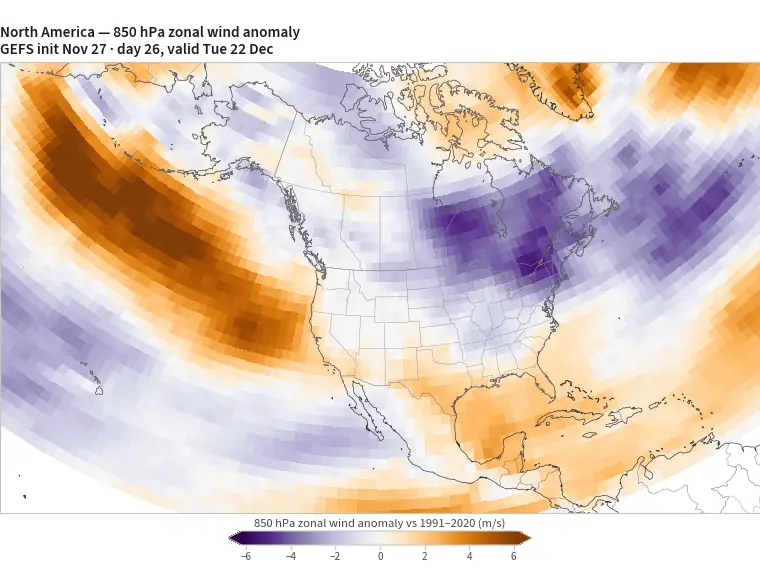 North America — 850 hPa zonal wind anomaly
GEFS init Nov 27 · day 26, valid Tue 22 Dec
850 hPa zonal wind anomaly vs 1991–2020 (m/s)
−6 −4 −2 0 2 4 6